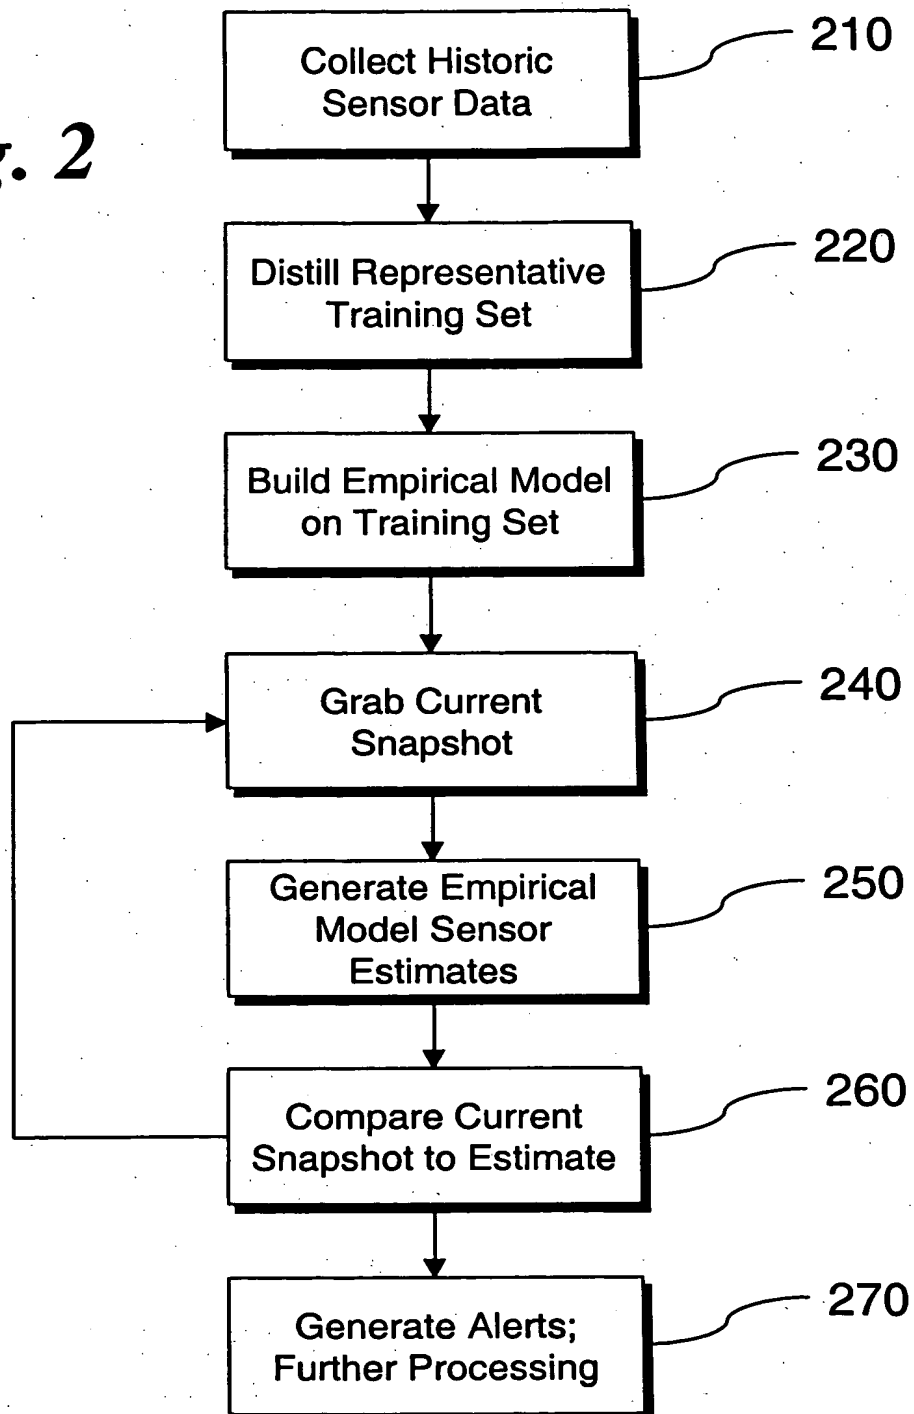 Collect Historic
Sensor Data
210
g. 2
Distill Representative
Training Set
220
Build Empirical Model
on Training Set
230
Grab Current
Snapshot
240
Generate Empirical
Model Sensor
Estimates
250
Compare Current
Snapshot to Estimate
260
Generate Alerts;
Further Processing
270